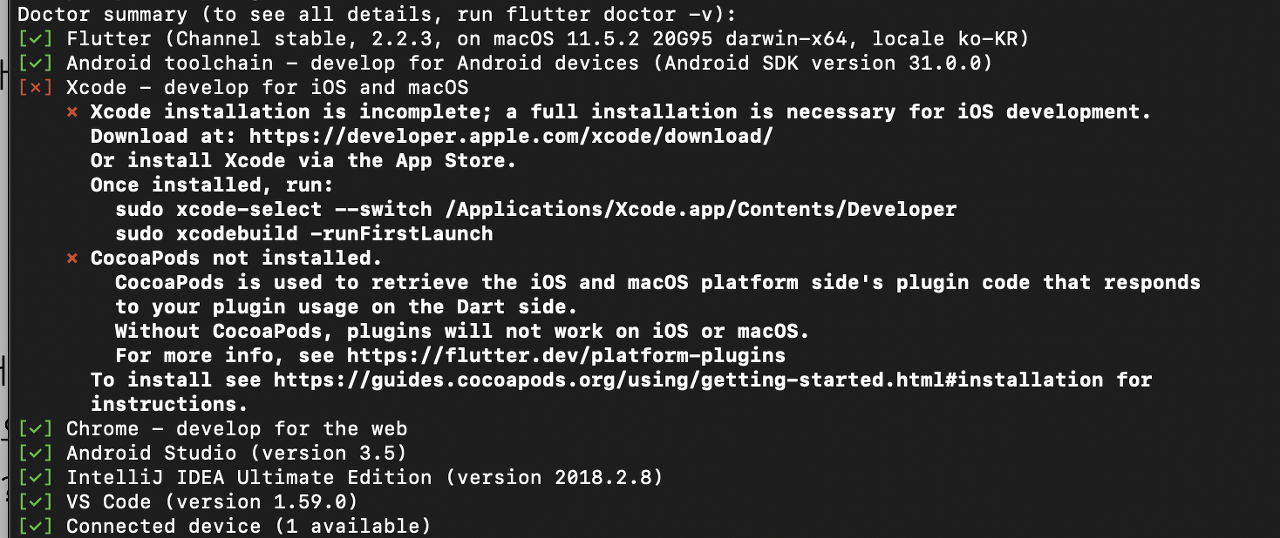 Doctor summary (to see all details, run flutter doctor -v):
[✓] Flutter (Channel stable, 2.2.3, on macOS 11.5.2 20G95 darwin-x64, locale ko-KR)
[✓] Android toolchain - develop for Android devices (Android SDK version 31.0.0)
[✗] Xcode - develop for iOS and macOS
    ✗ Xcode installation is incomplete; a full installation is necessary for iOS development.
      Download at: https://developer.apple.com/xcode/download/
      Or install Xcode via the App Store.
      Once installed, run:
        sudo xcode-select --switch /Applications/Xcode.app/Contents/Developer
        sudo xcodebuild -runFirstLaunch
    ✗ CocoaPods not installed.
        CocoaPods is used to retrieve the iOS and macOS platform side's plugin code that responds
        to your plugin usage on the Dart side.
        Without CocoaPods, plugins will not work on iOS or macOS.
        For more info, see https://flutter.dev/platform-plugins
      To install see https://guides.cocoapods.org/using/getting-started.html#installation for
      instructions.
[✓] Chrome - develop for the web
[✓] Android Studio (version 3.5)
[✓] IntelliJ IDEA Ultimate Edition (version 2018.2.8)
[✓] VS Code (version 1.59.0)
[✓] Connected device (1 available)